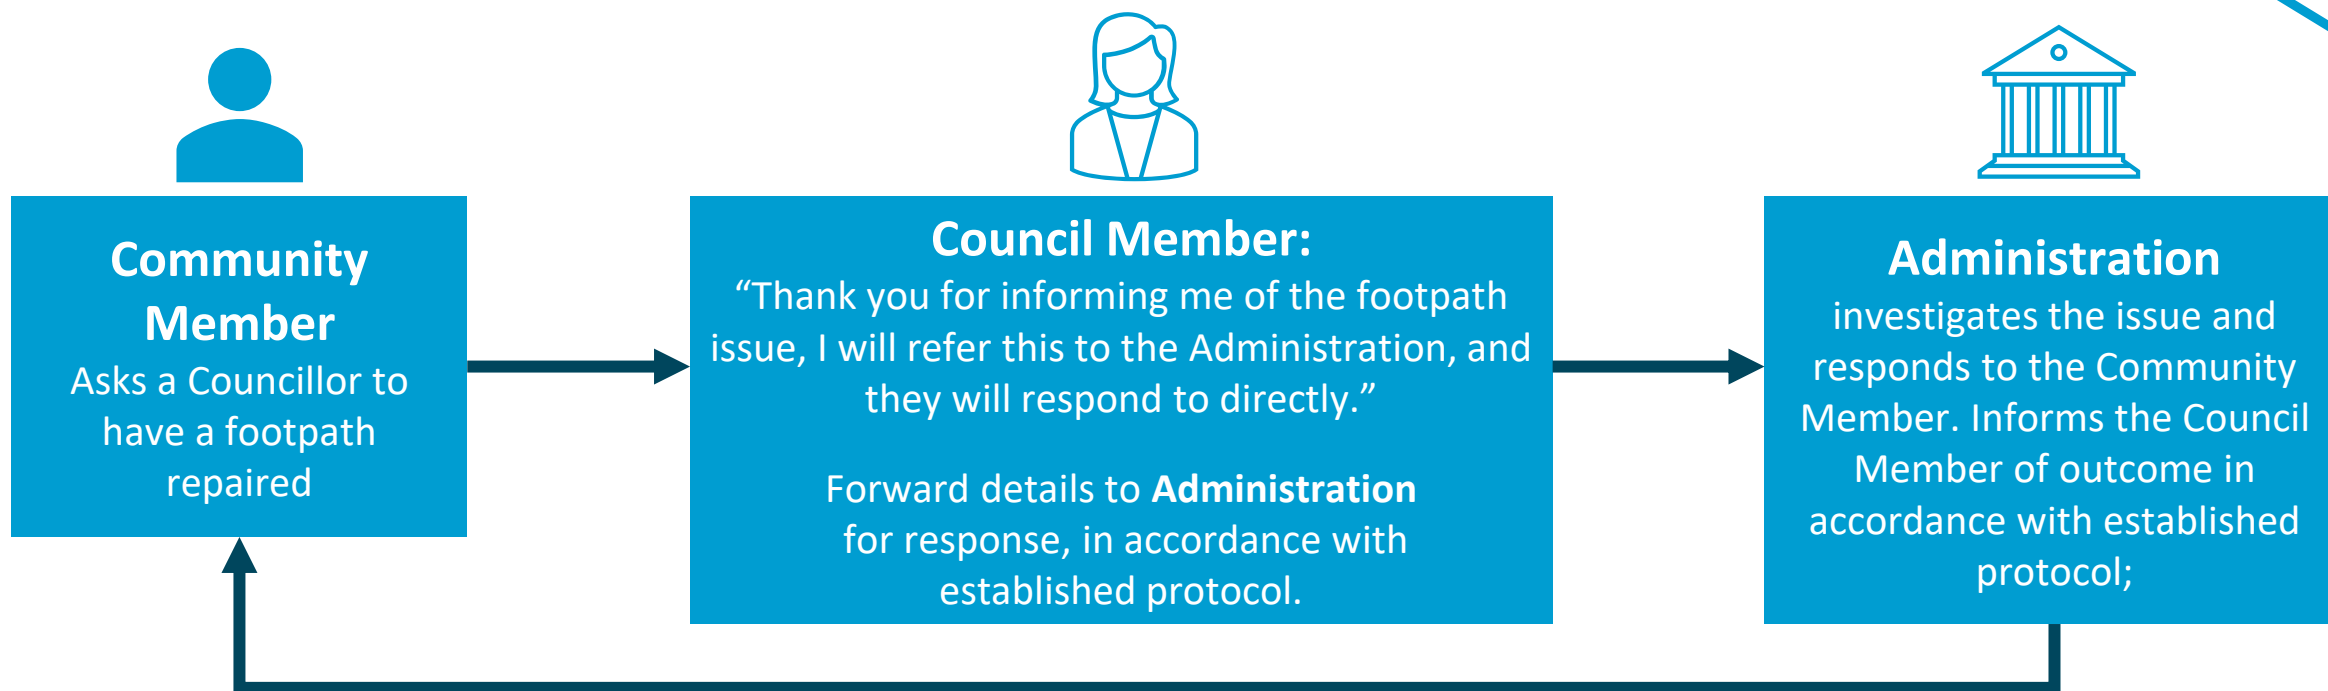 Community
Member
Asks a Councillor to
have a footpath
repaired
Council Member:
“Thank you for informing me of the footpath
issue, I will refer this to the Administration, and
they will respond to directly.”
Forward details to Administration
for response, in accordance with
established protocol.
Administration
investigates the issue and
responds to the Community
Member. Informs the Council
Member of outcome in
accordance with established
protocol;